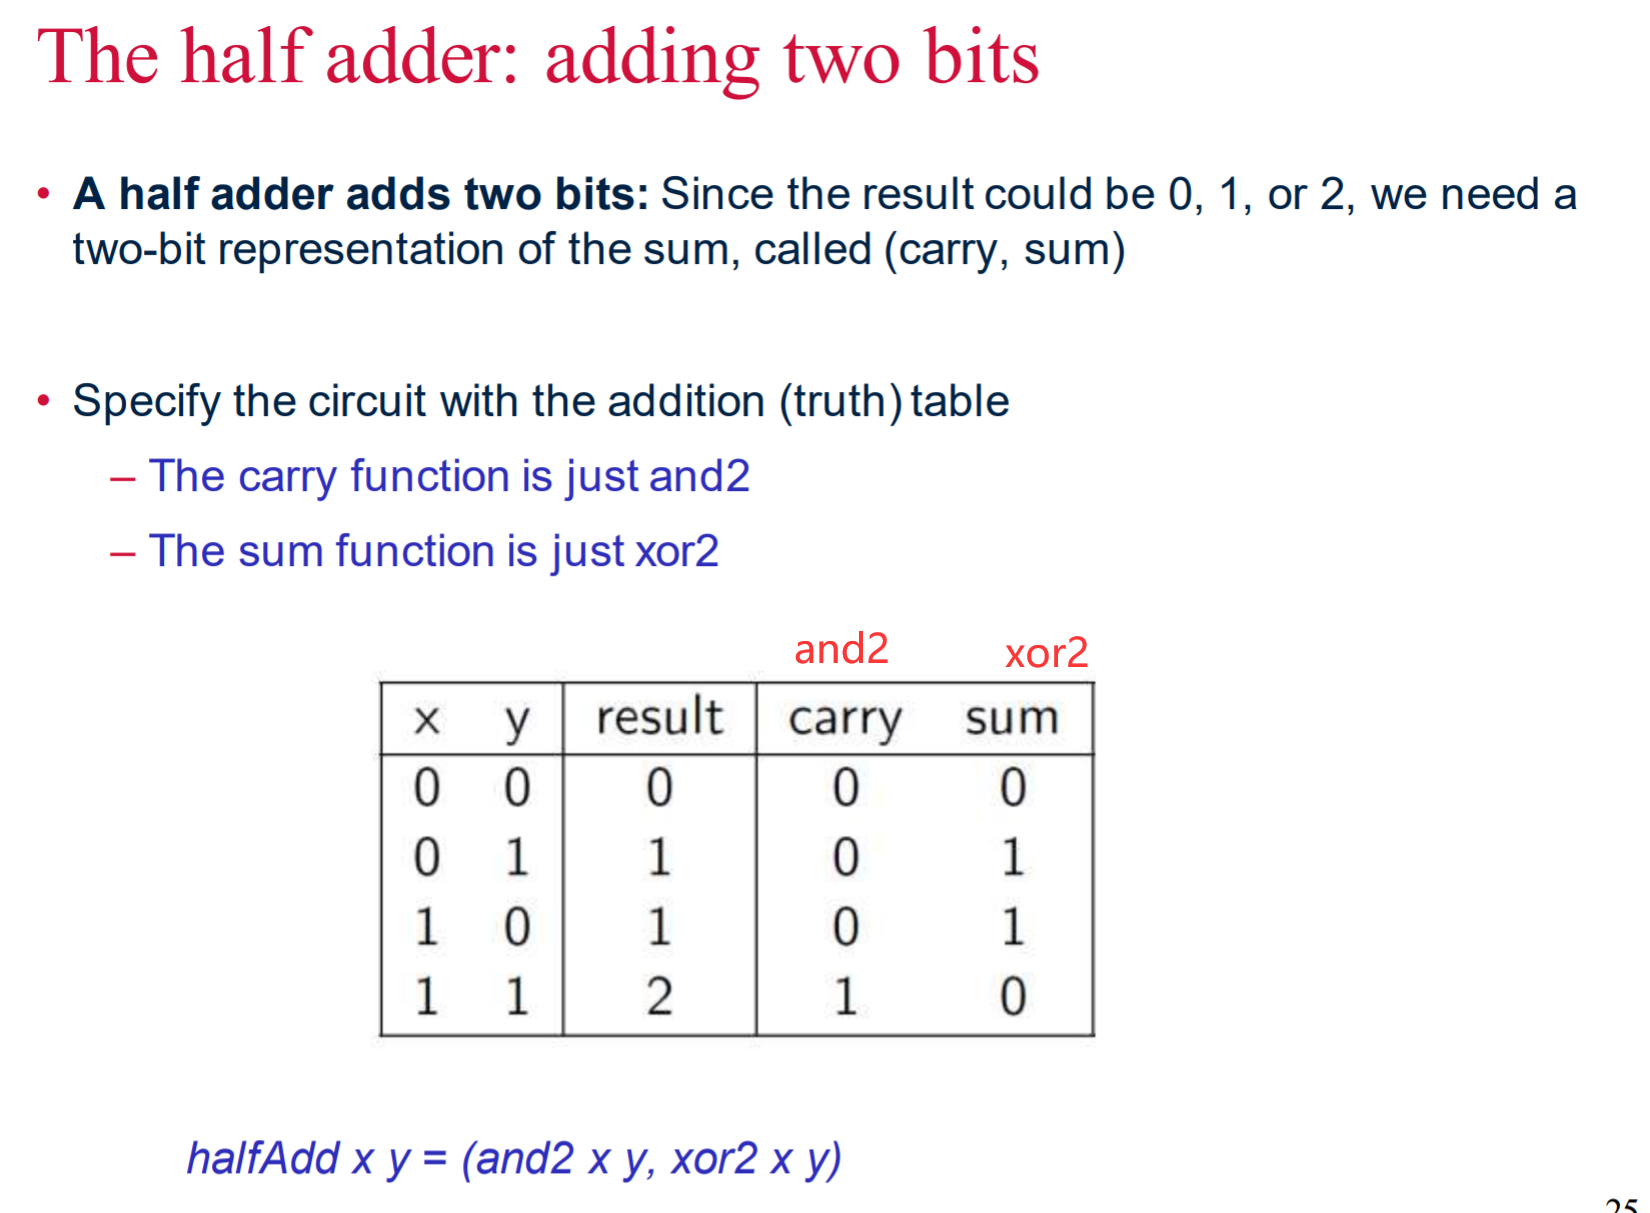 The half adder: adding two bits
• A half adder adds two bits: Since the result could be 0, 1, or 2, we need a
two-bit representation of the sum, called (carry, sum)
• Specify the circuit with the addition (truth) table
– The carry function is just and2
– The sum function is just xor2
and2 xor2
x y result carry sum
0 0 0 0 0
0 1 1 0 1
1 0 1 0 1
1 1 2 1 0
halfAdd x y = (and2 x y, xor2 x y)
25